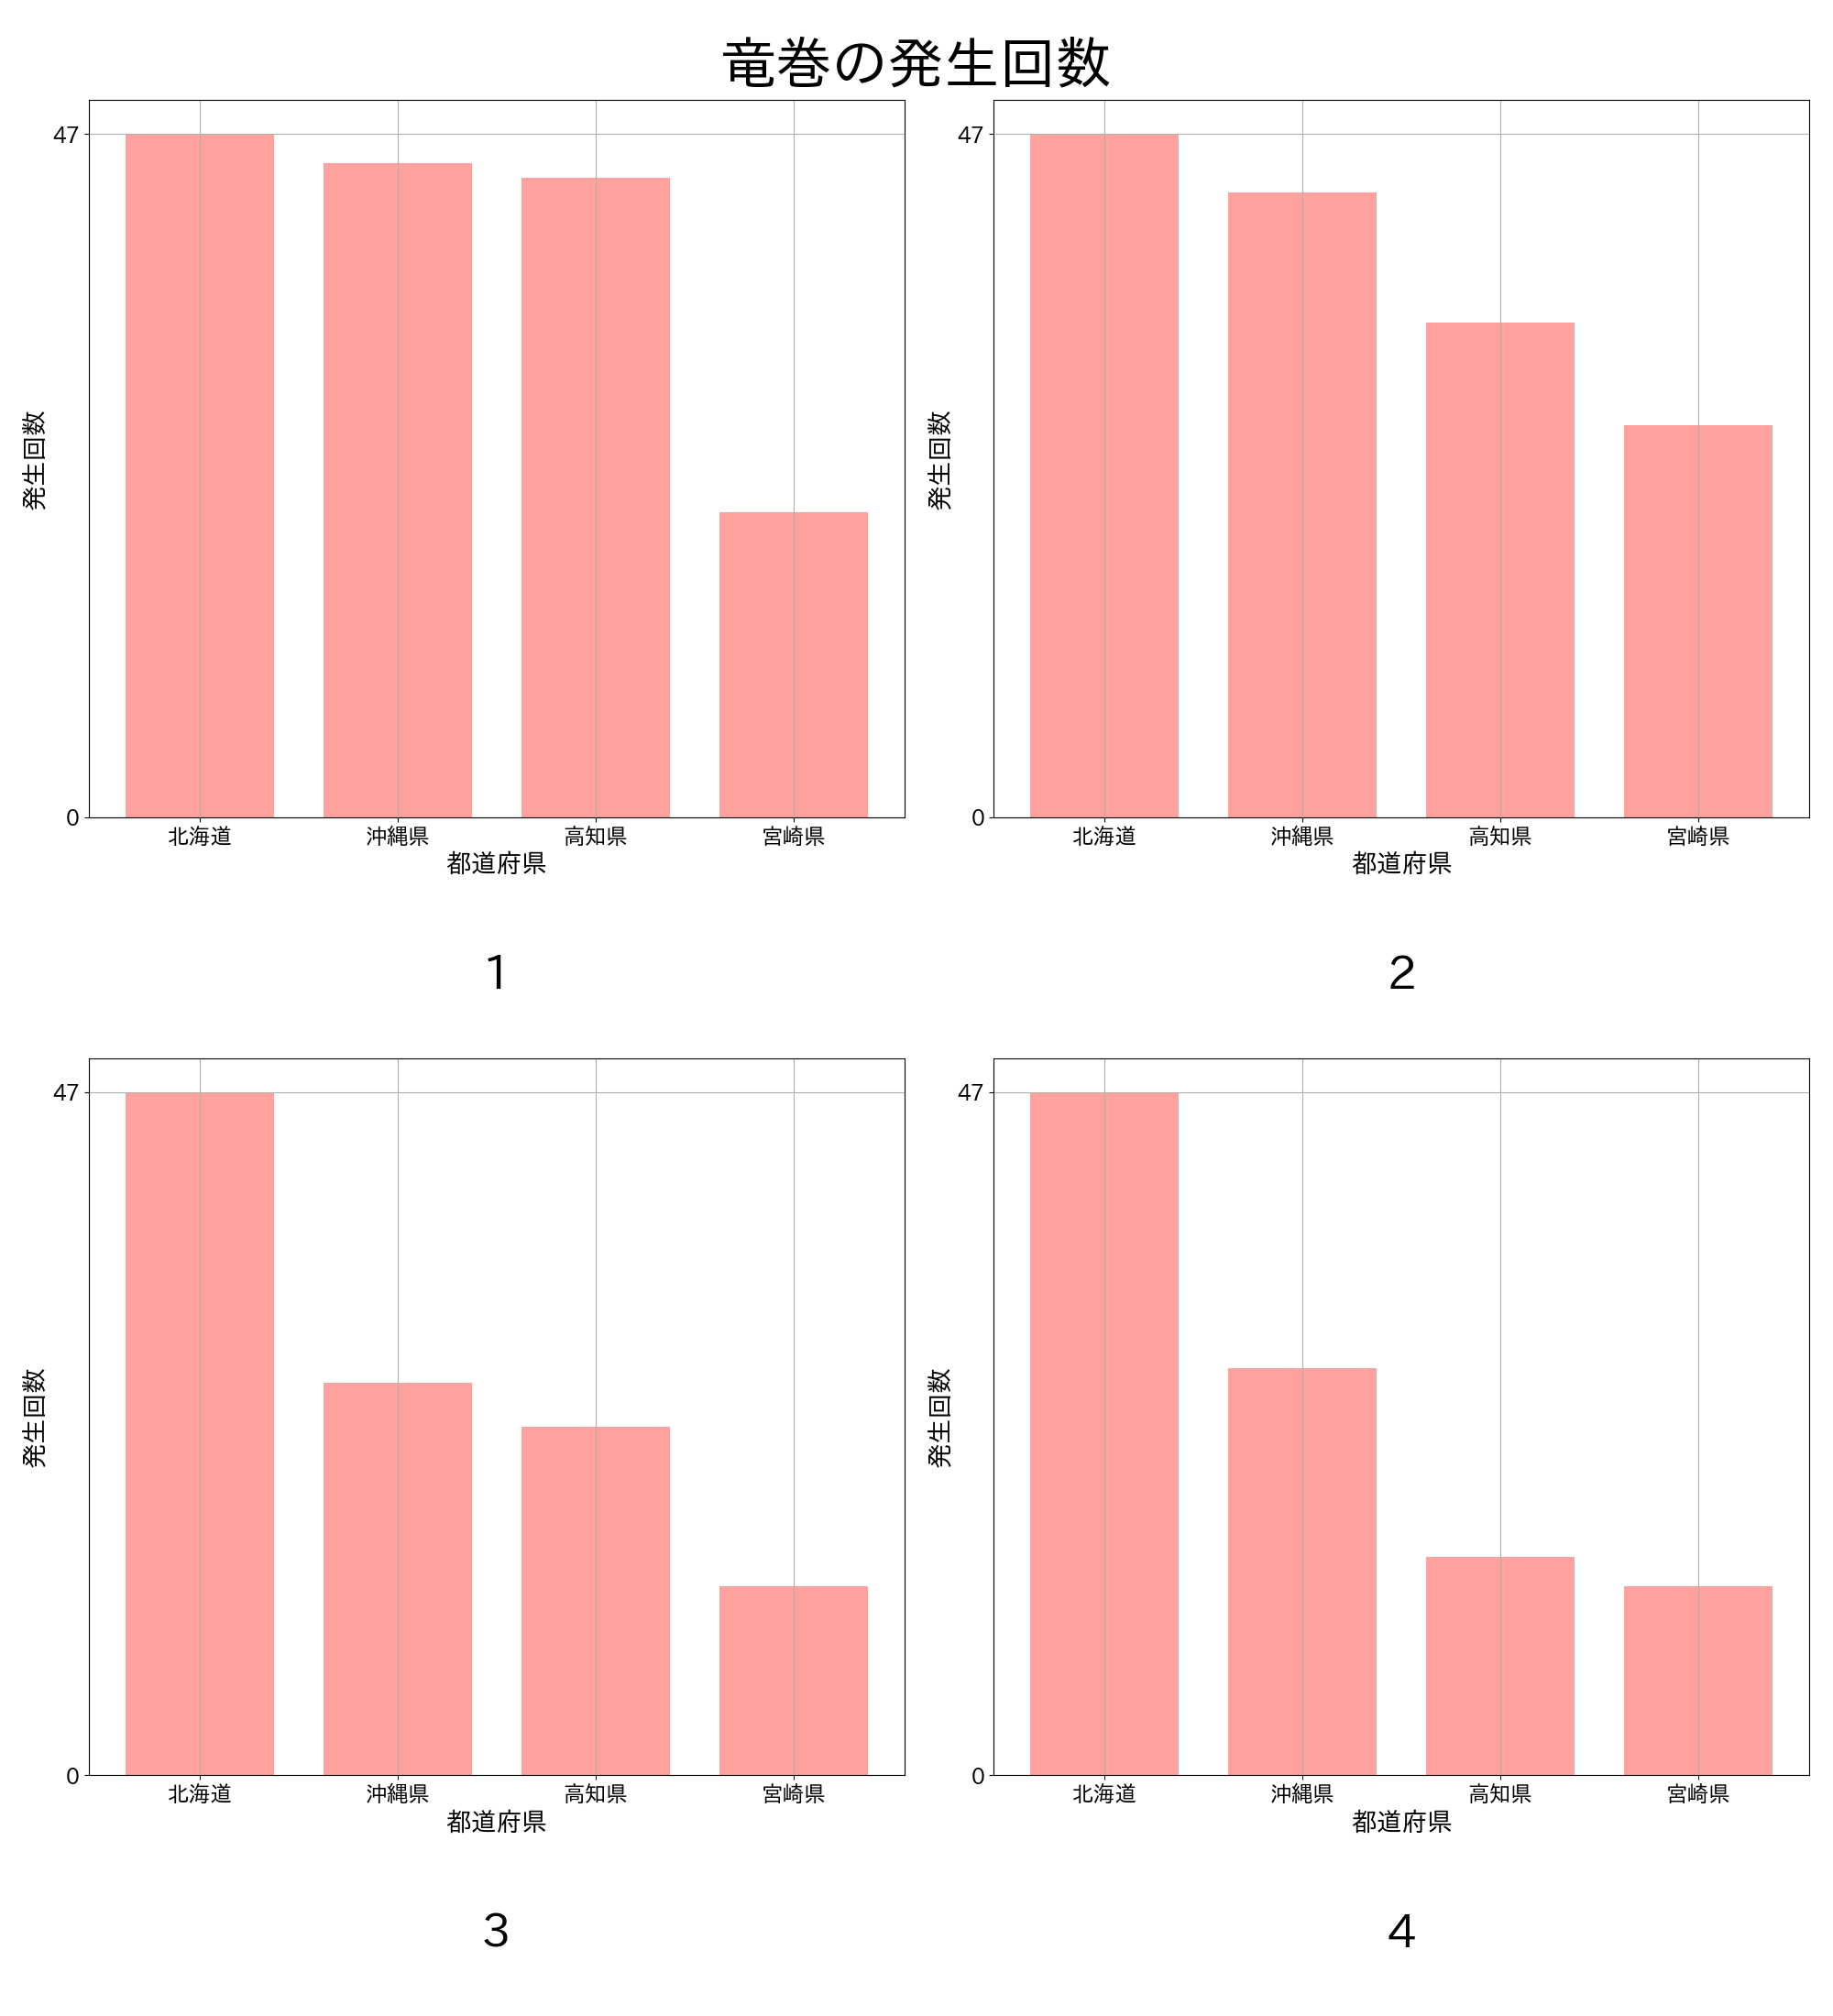 竜巻の発生回数
47
0
発生回数
北海道 沖縄県 高知県 宮崎県
都道府県
1
47
0
発生回数
北海道 沖縄県 高知県 宮崎県
都道府県
2
47
0
発生回数
北海道 沖縄県 高知県 宮崎県
都道府県
3
47
0
発生回数
北海道 沖縄県 高知県 宮崎県
都道府県
4